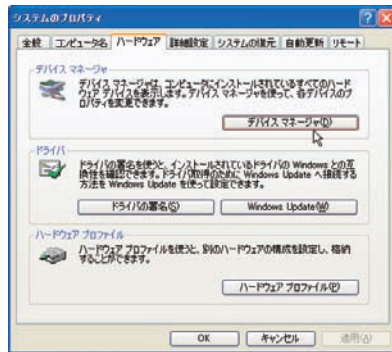 システムのプロパティ
全般 コンピュータ名 ハードウェア 詳細設定 システムの復元 自動更新 リモート
デバイス マネージャ
デバイス マネージャは、コンピュータにインストールされているすべてのハード
ウェア デバイスを表示します。デバイス マネージャを使って、各デバイスのプ
ロパティを変更できます。
デバイス マネージャ(D)
ドライバ
ドライバの署名を使うと、インストールされているドライバの Windows との互
換性を確認できます。ドライバ取得のために Windows Update へ接続する
方法を Windows Update を使って設定できます。
ドライバの署名(S) Windows Update(W)
ハードウェア プロファイル
ハードウェア プロファイルを使うと、別のハードウェアの構成を設定し、格納
することができます。
ハードウェア プロファイル(P)
OK キャンセル 適用(A)